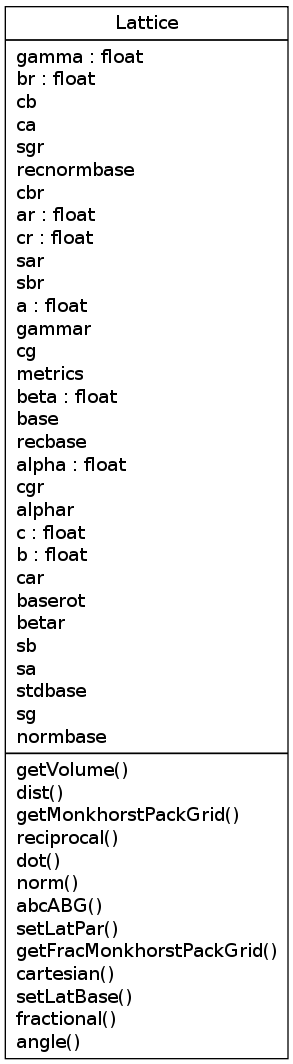 Lattice
gamma : float
br : float
cb
ca
sgr
recnormbase
cbr
ar : float
cr : float
sar
sbr
a : float
gammar
cg
metrics
beta : float
base
recbase
alpha : float
cgr
alphar
c : float
b : float
car
baserot
betar
sb
sa
stdbase
sg
normbase
getVolume()
dist()
getMonkhorstPackGrid()
reciprocal()
dot()
norm()
abcABG()
setLatPar()
getFracMonkhorstPackGrid()
cartesian()
setLatBase()
fractional()
angle()